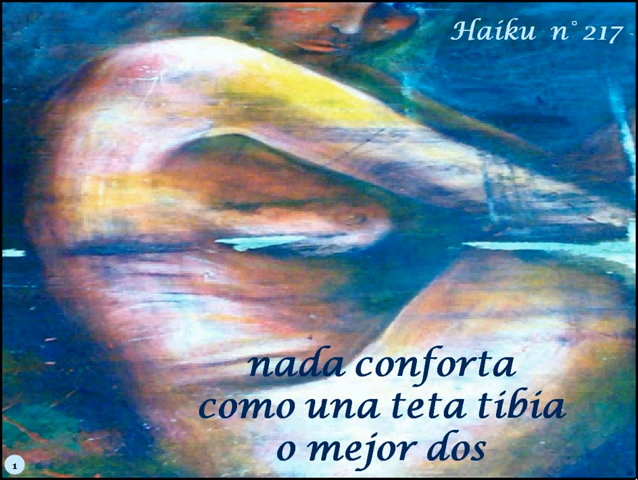 Haiku n° 217
nada conforta
como una teta tibia
o mejor dos
1